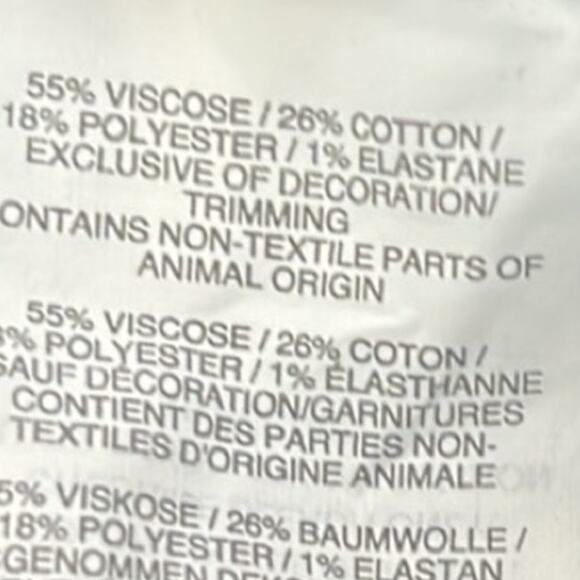 55% VISCOSE / 26% COTTON /
18% POLYESTER / 1% ELASTANE
EXCLUSIVE OF DECORATION/
TRIMMING
ONTAINS NON-TEXTILE PARTS OF
ANIMAL ORIGIN
55% VISCOSE / 26% COTON /
% POLYESTER / 1% ÉLASTHANNE
SAUF DÉCORATION/GARNITURES
CONTIENT DES PARTIES NON-
TEXTILES D'ORIGINE ANIMALE
5% VISKOSE / 26% BAUMWOLLE /
18% POLYESTER / 1% ELASTAN